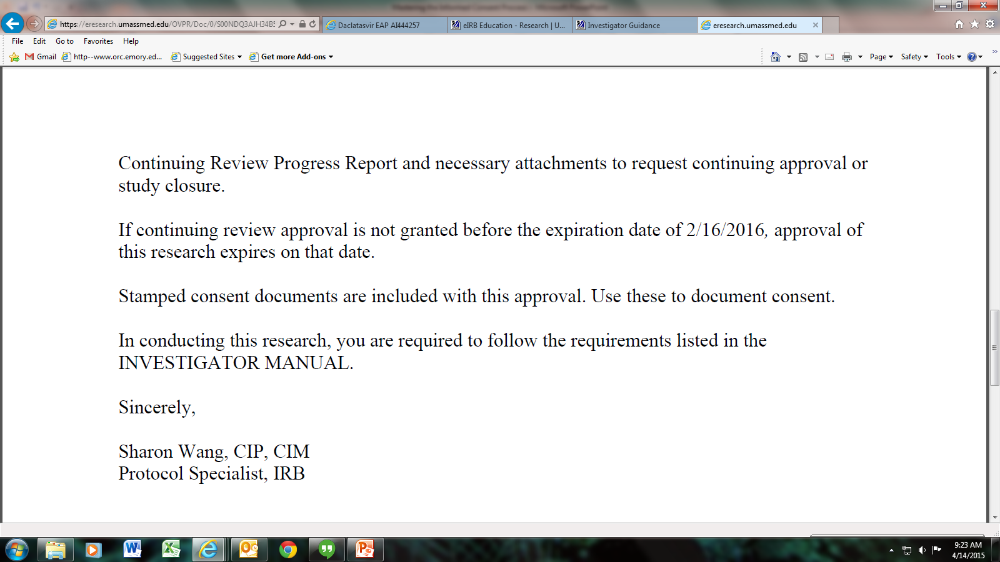 https://eresearch.umassmed.edu/OVPR/Doc/0/S00NDQ3AJH34B
Daclatasvir EAP AI444257
eIRB Education - Research | U...
Investigator Guidance
eresearch.umassmed.edu
File Edit Go to Favorites Help
Gmail http--www.orc.emory.ed... Suggested Sites Get more Add-ons
Page Safety Tools
Continuing Review Progress Report and necessary attachments to request continuing approval or
study closure.
If continuing review approval is not granted before the expiration date of 2/16/2016, approval of
this research expires on that date.
Stamped consent documents are included with this approval. Use these to document consent.
In conducting this research, you are required to follow the requirements listed in the
INVESTIGATOR MANUAL.
Sincerely,
Sharon Wang, CIP, CIM
Protocol Specialist, IRB
9:23 AM
4/14/2015